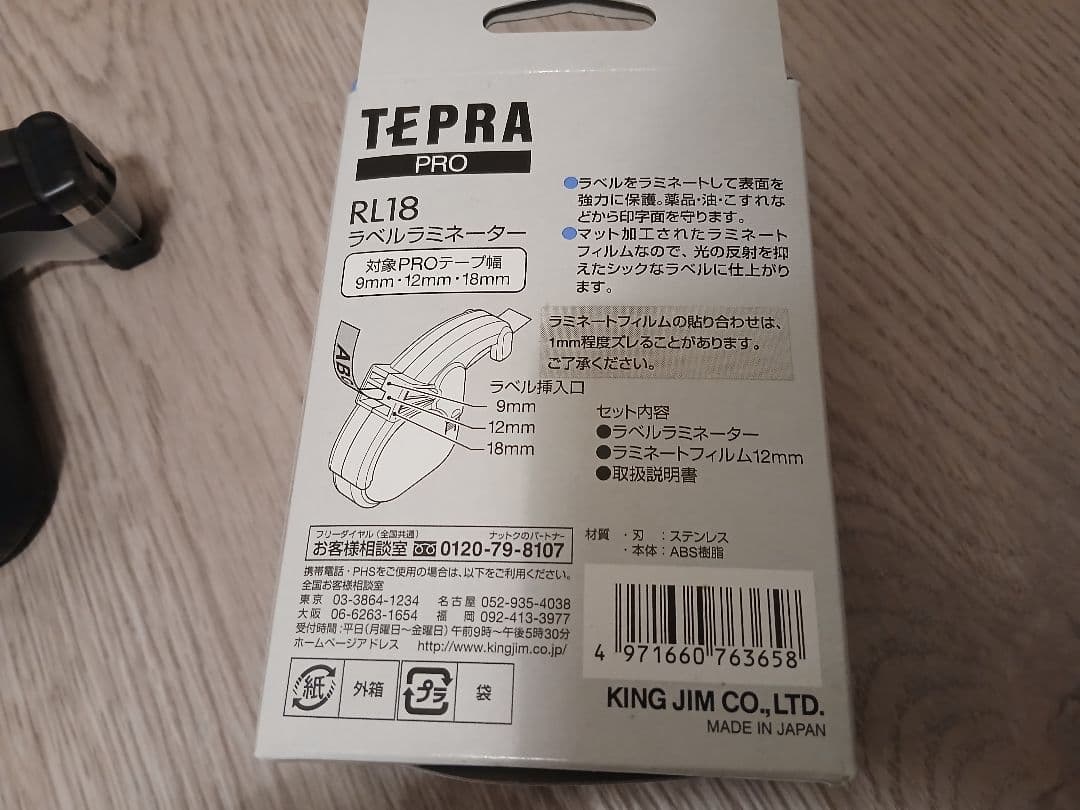 TEPRA
PRO
RL18
ラベルラミネーター
対象PROテープ幅
9mm・12mm・18mm
●ラベルをラミネートして表面を
強力に保護。薬品・油・こすれな
どから印字面を守ります。
●マット加工されたラミネート
フィルムなので、光の反射を抑
えたシックなラベルに仕上がり
ます。
ラミネートフィルムの貼り合わせは、
1mm程度ズレることがあります。
ご了承ください。
ABC
ラベル挿入口
9mm
12mm
18mm
セット内容
●ラベルラミネーター
●ラミネートフィルム12mm
●取扱説明書
フリーダイヤル(全国共通) ナットクのパートナー
お客様相談室 0120-79-8107
携帯電話・PHSをご使用の場合は、以下をご利用ください。
全国お客様相談室
東京 03-3864-1234 名古屋 052-935-4038
大阪 06-6263-1654 福岡 092-413-3977
受付時間:平日(月曜日〜金曜日)午前9時〜午後5時30分
ホームページアドレス http://www.kingjim.co.jp/
材質 ・刃 : ステンレス
・本体: ABS樹脂
4 971660 763658
紙 外箱 プラ 袋
KING JIM CO.,LTD.
MADE IN JAPAN